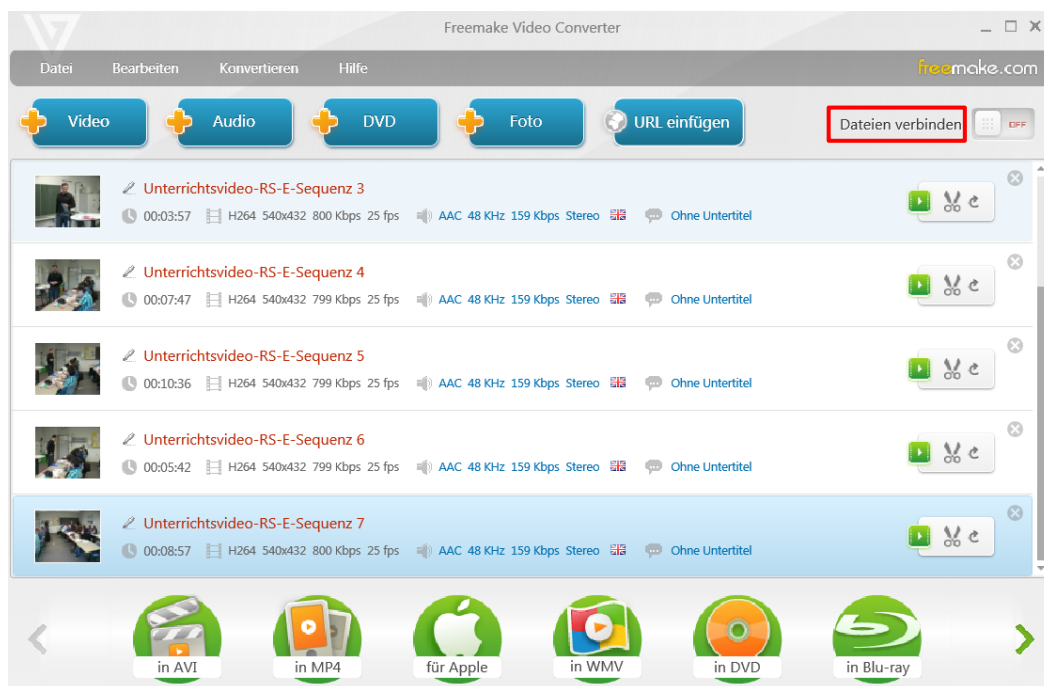 Freemake Video Converter
Datei Bearbeiten Konvertieren Hilfe freemake.com
Video Audio DVD Foto URL einfügen Dateien verbinden OFF
Unterrichtsvideo-RS-E-Sequenz 3
00:03:57 H264 540x432 800 Kbps 25 fps AAC 48 KHz 159 Kbps Stereo Ohne Untertitel
Unterrichtsvideo-RS-E-Sequenz 4
00:07:47 H264 540x432 799 Kbps 25 fps AAC 48 KHz 159 Kbps Stereo Ohne Untertitel
Unterrichtsvideo-RS-E-Sequenz 5
00:10:36 H264 540x432 799 Kbps 25 fps AAC 48 KHz 159 Kbps Stereo Ohne Untertitel
Unterrichtsvideo-RS-E-Sequenz 6
00:05:42 H264 540x432 799 Kbps 25 fps AAC 48 KHz 159 Kbps Stereo Ohne Untertitel
Unterrichtsvideo-RS-E-Sequenz 7
00:08:57 H264 540x432 800 Kbps 25 fps AAC 48 KHz 159 Kbps Stereo Ohne Untertitel
in AVI in MP4 für Apple in WMV in DVD in Blu-ray